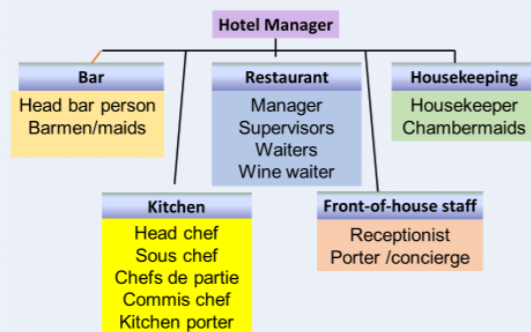 Hotel Manager
Bar
Head bar person
Barmen/maids
Restaurant
Manager
Supervisors
Waiters
Wine waiter
Housekeeping
Housekeeper
Chambermaids
Kitchen
Head chef
Sous chef
Chefs de partie
Commis chef
Kitchen porter
Front-of-house staff
Receptionist
Porter /concierge